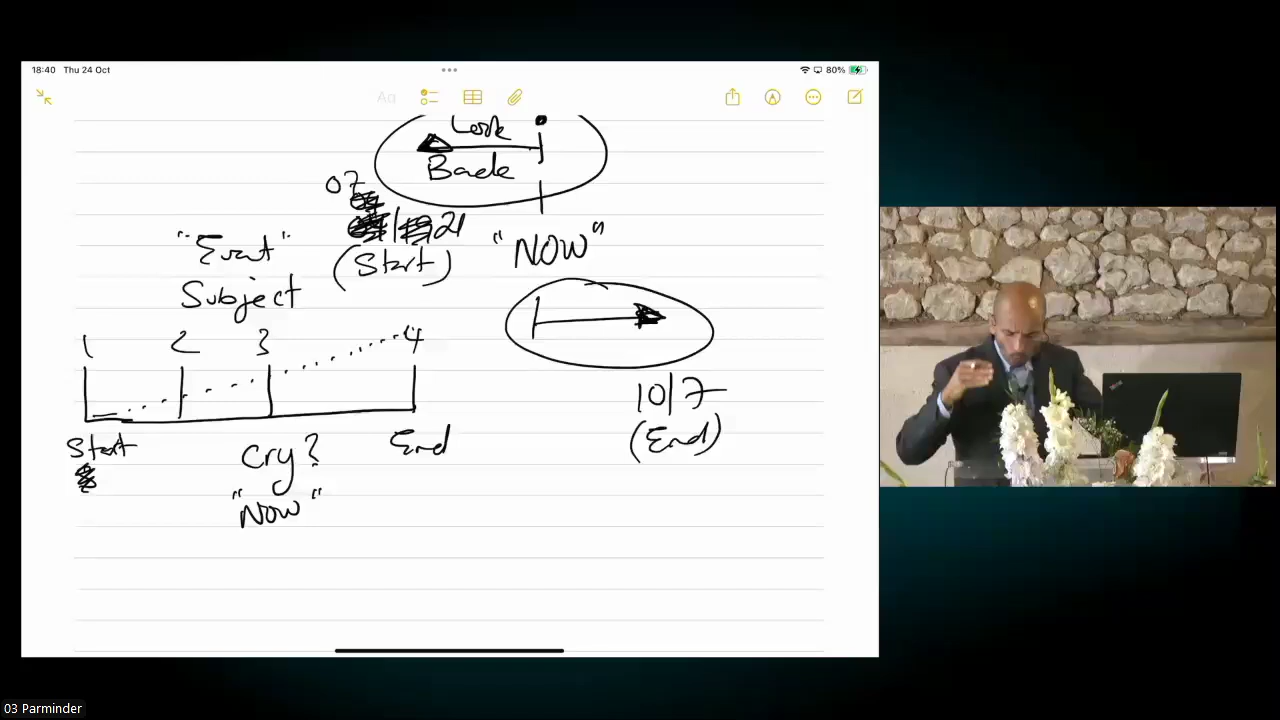 18:40 Thu 24 Oct
80%
Look
Back
07
21
(Start)
"NOW"
"Event"
Subject
1 2 3 4
Start
End
Cry?
"NOW"
10/7
(End)
03 Parminder